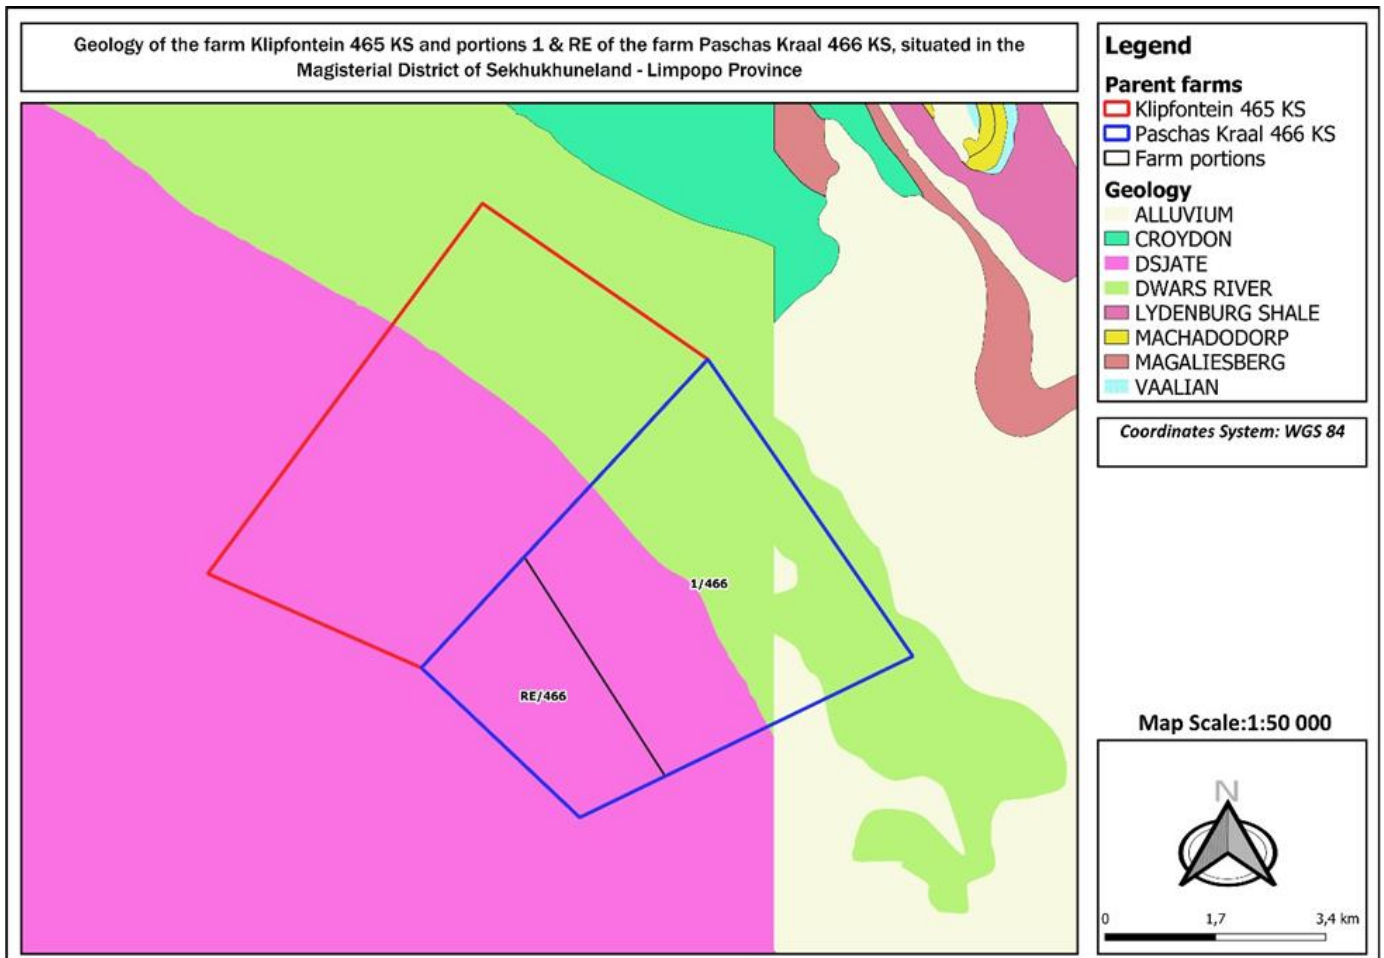 Geology of the farm Klipfontein 465 KS and portions 1 & RE of the farm Paschas Kraal 466 KS, situated in the
Magisterial District of Sekhukhuneland - Limpopo Province
Legend
Parent farms
Klipfontein 465 KS
Paschas Kraal 466 KS
Farm portions
Geology
ALLUVIUM
CROYDON
DSJATE
DWARS RIVER
LYDENBURG SHALE
MACHADODORP
MAGALIESBERG
VAALIAN
Coordinates System: WGS 84
1/466
RE/466
Map Scale:1:50 000
N
0 1,7 3,4 km